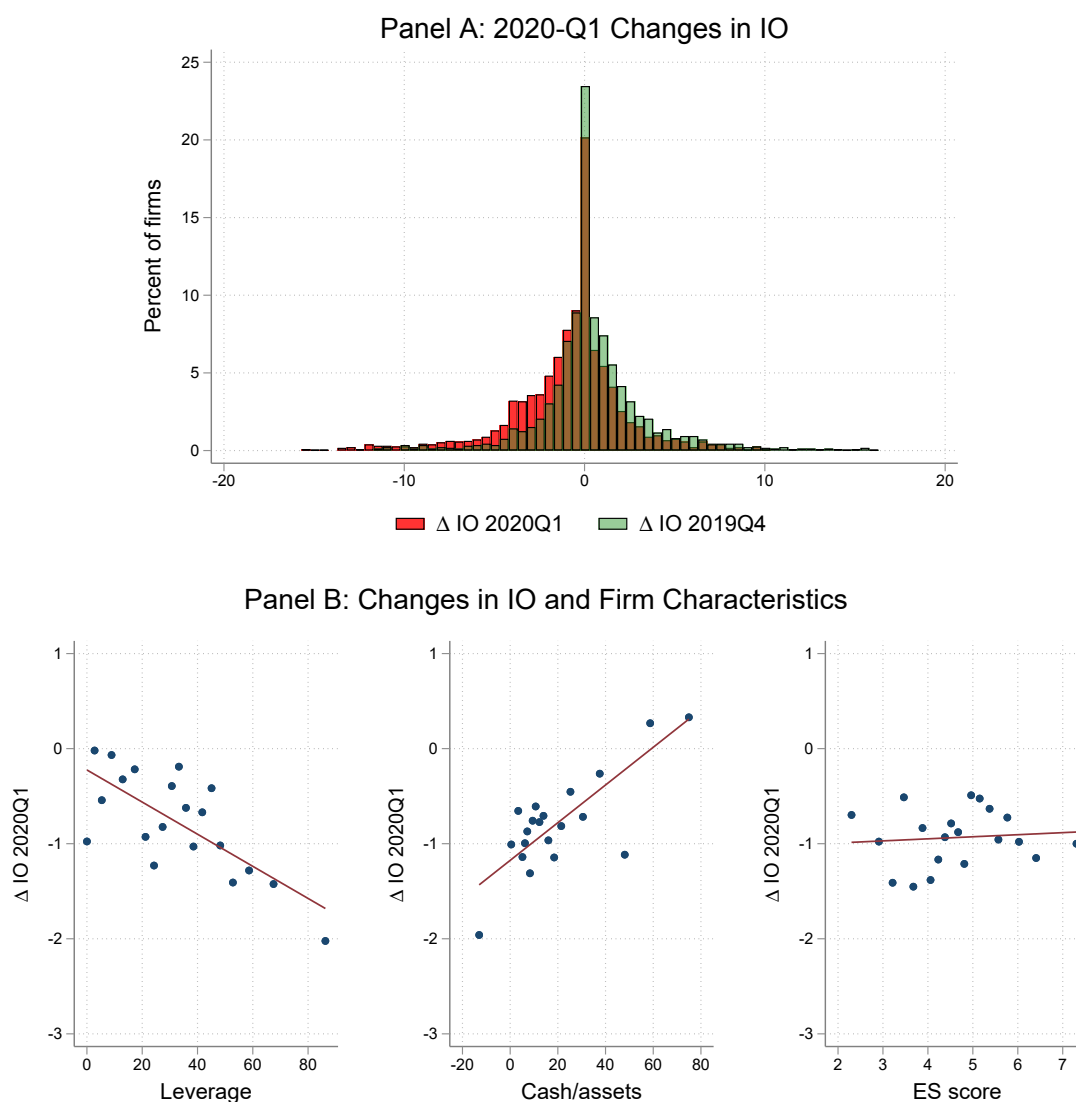 Panel A: 2020-Q1 Changes in IO
25
20
15
10
5
0
Percent of firms
-20 -10 0 10 20
Δ IO 2020Q1 Δ IO 2019Q4
Panel B: Changes in IO and Firm Characteristics
1
0
-1
-2
-3
Δ IO 2020Q1
0 20 40 60 80
Leverage
1
0
-1
-2
-3
Δ IO 2020Q1
-20 0 20 40 60 80
Cash/assets
1
0
-1
-2
-3
Δ IO 2020Q1
2 3 4 5 6 7
ES score